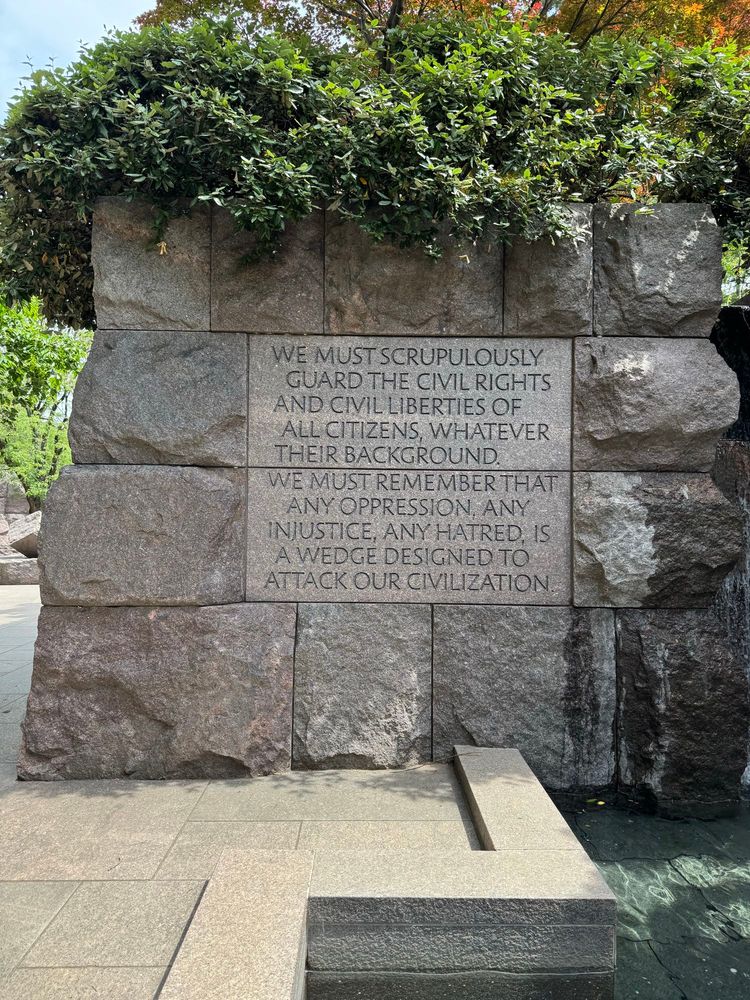 WE MUST SCRUPULOUSLY
GUARD THE CIVIL RIGHTS
AND CIVIL LIBERTIES OF
ALL CITIZENS, WHATEVER
THEIR BACKGROUND.
WE MUST REMEMBER THAT
ANY OPPRESSION, ANY
INJUSTICE, ANY HATRED, IS
A WEDGE DESIGNED TO
ATTACK OUR CIVILIZATION